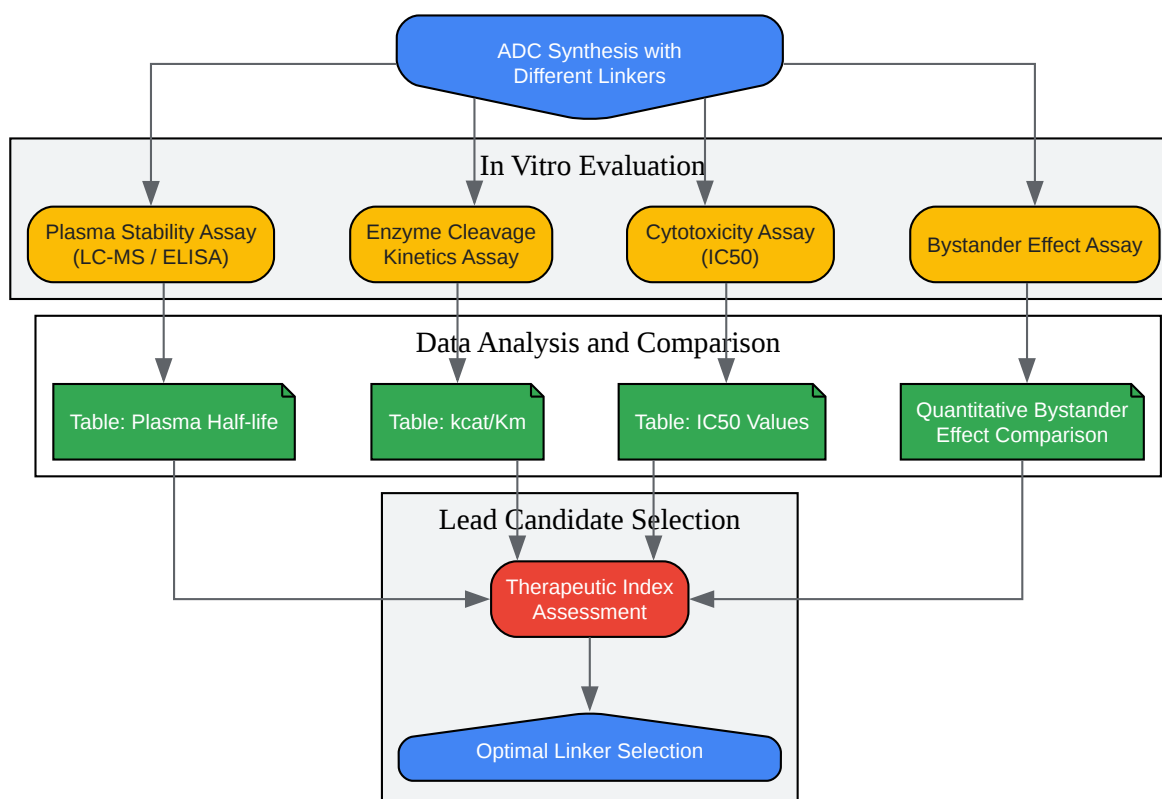 ADC Synthesis with
Different Linkers
In Vitro Evaluation
Plasma Stability Assay
(LC-MS / ELISA)
Enzyme Cleavage
Kinetics Assay
Cytotoxicity Assay
(IC50)
Bystander Effect Assay
Data Analysis and Comparison
Table: Plasma Half-life
Table: kcat/Km
Table: IC50 Values
Quantitative Bystander
Effect Comparison
Lead Candidate Selection
Therapeutic Index
Assessment
Optimal Linker Selection